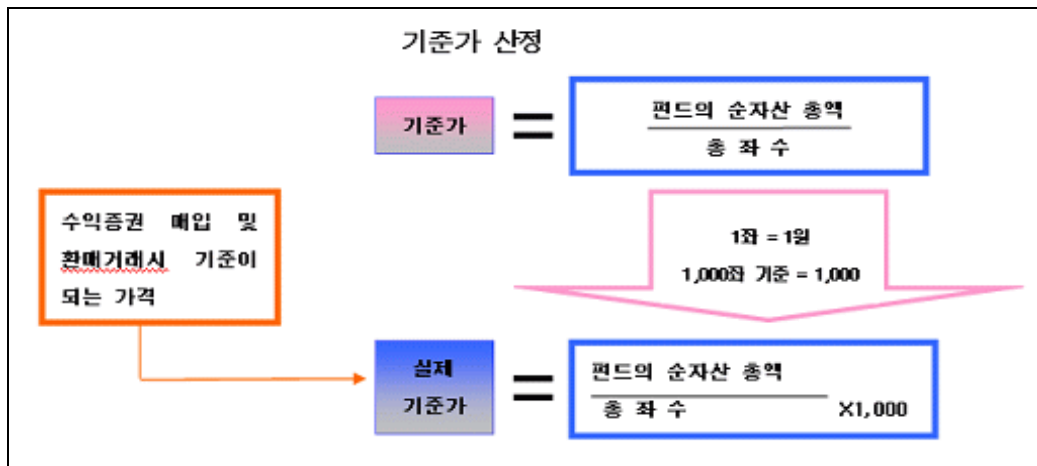 기준가 산정
기준가
=
펀드의 순자산 총액
총 좌 수
수익증권 매입 및
환매거래시 기준이
되는 가격
1좌 = 1원
1,000좌 기준 = 1,000
실제
기준가
=
펀드의 순자산 총액
총 좌 수 X1,000